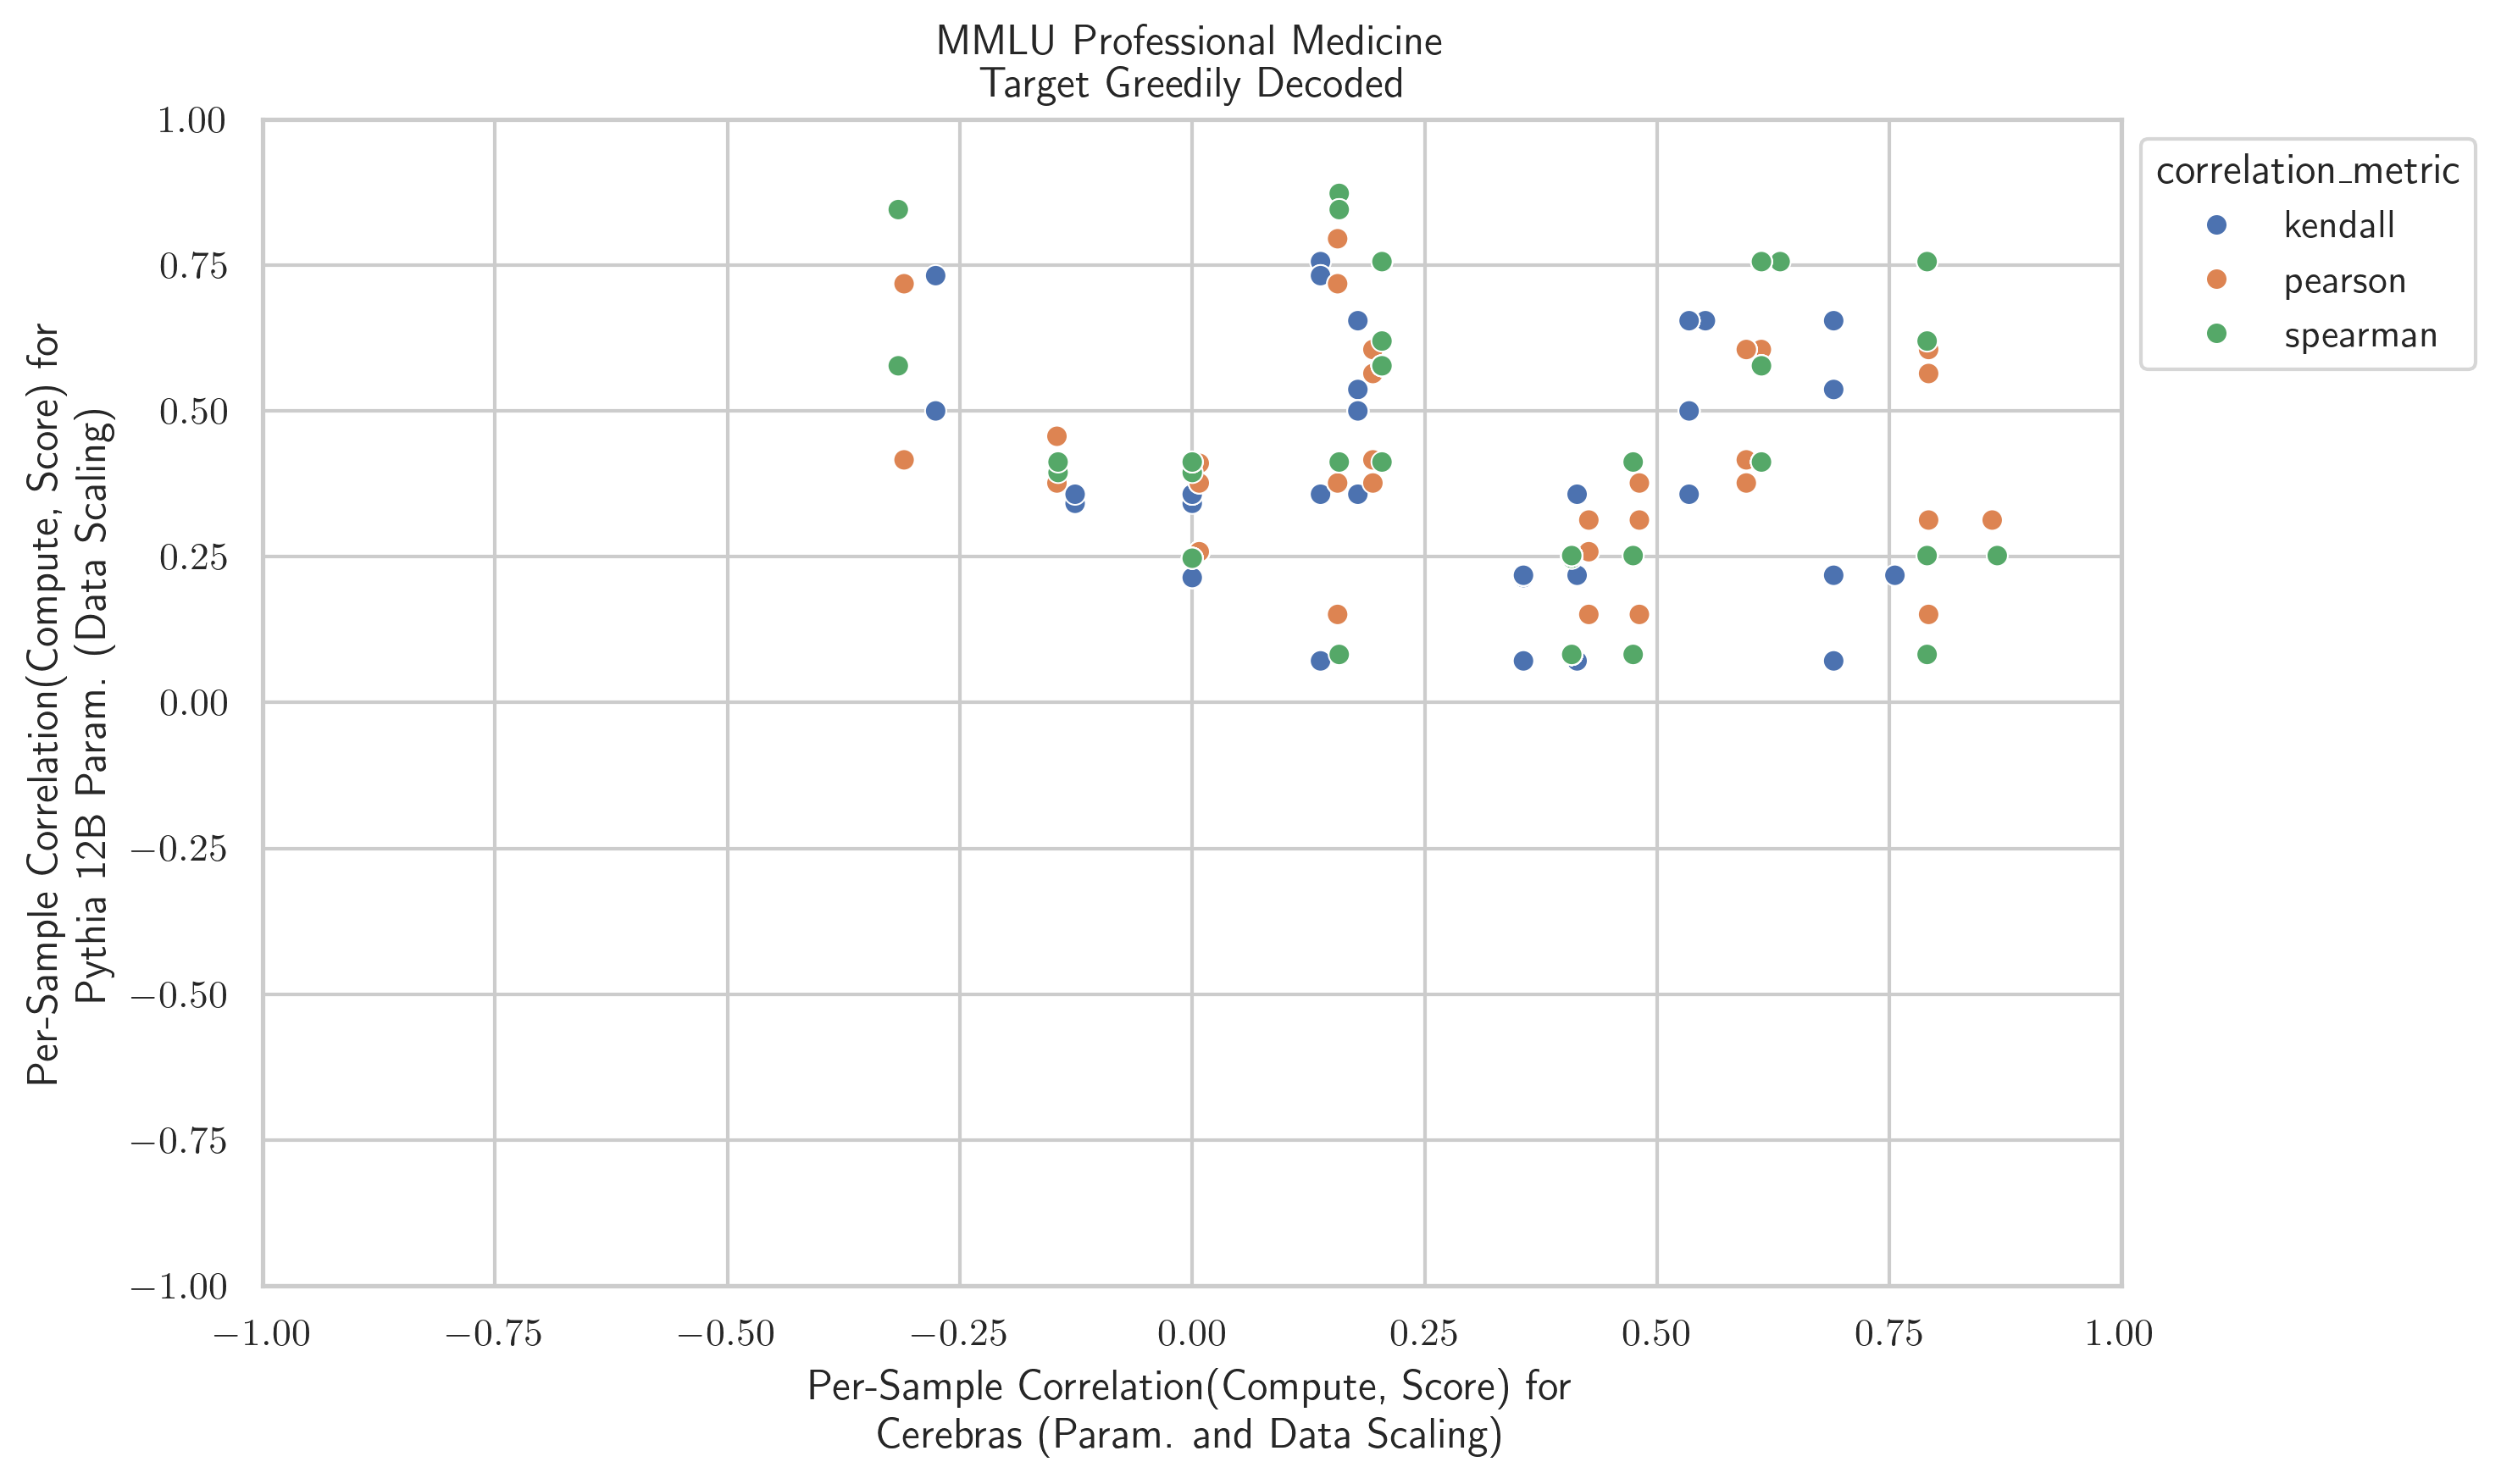 MMLU Professional Medicine
Target Greedily Decoded
Per-Sample Correlation(Compute, Score) for
Pythia 12B Param. (Data Scaling)
1.00
0.75
0.50
0.25
0.00
−0.25
−0.50
−0.75
−1.00
−1.00
−0.75
−0.50
−0.25
0.00
0.25
0.50
0.75
1.00
Per-Sample Correlation(Compute, Score) for
Cerebras (Param. and Data Scaling)
correlation_metric
kendall
pearson
spearman